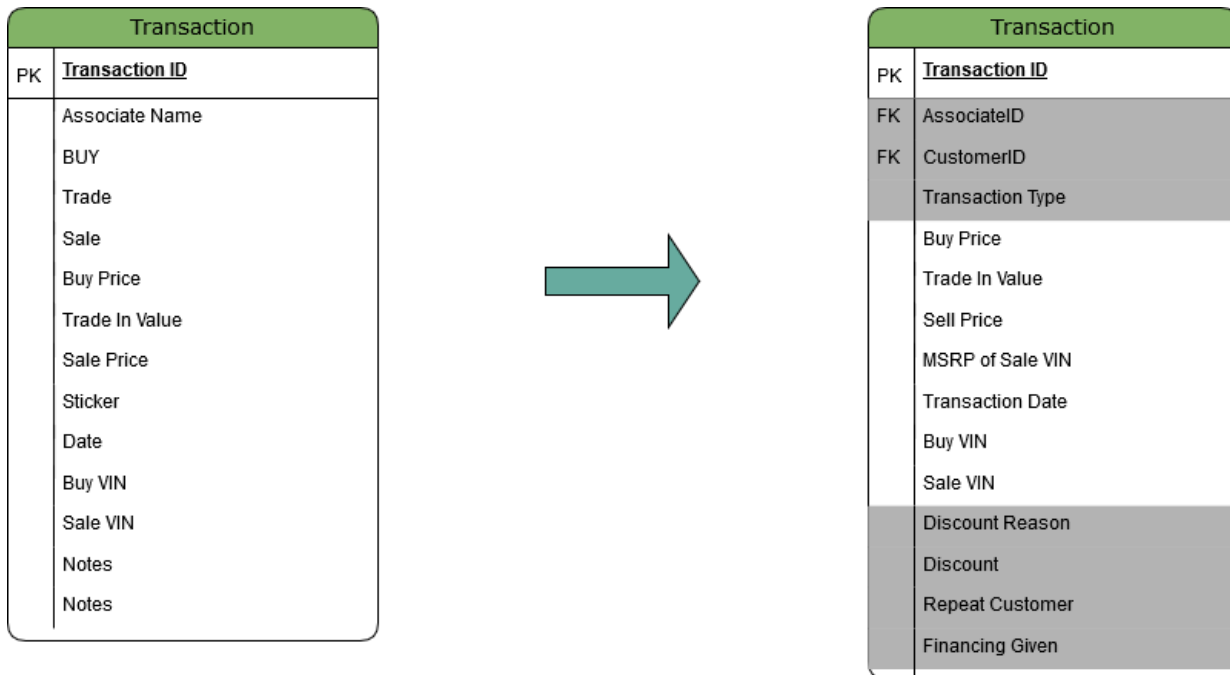 Transaction
PK Transaction ID
Associate Name
BUY
Trade
Sale
Buy Price
Trade In Value
Sale Price
Sticker
Date
Buy VIN
Sale VIN
Notes
Notes
Transaction
PK Transaction ID
FK AssociateID
FK CustomerID
Transaction Type
Buy Price
Trade In Value
Sell Price
MSRP of Sale VIN
Transaction Date
Buy VIN
Sale VIN
Discount Reason
Discount
Repeat Customer
Financing Given